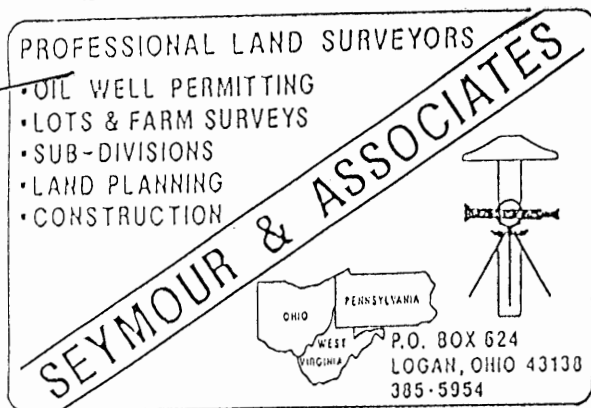 PROFESSIONAL LAND SURVEYORS
•OIL WELL PERMITTING
•LOTS & FARM SURVEYS
•SUB-DIVISIONS
•LAND PLANNING
•CONSTRUCTION
SEYMOUR & ASSOCIATES
OHIO
PENNSYLVANIA
WEST
VIRGINIA
P.O. BOX 624
LOGAN, OHIO 43138
385-5954